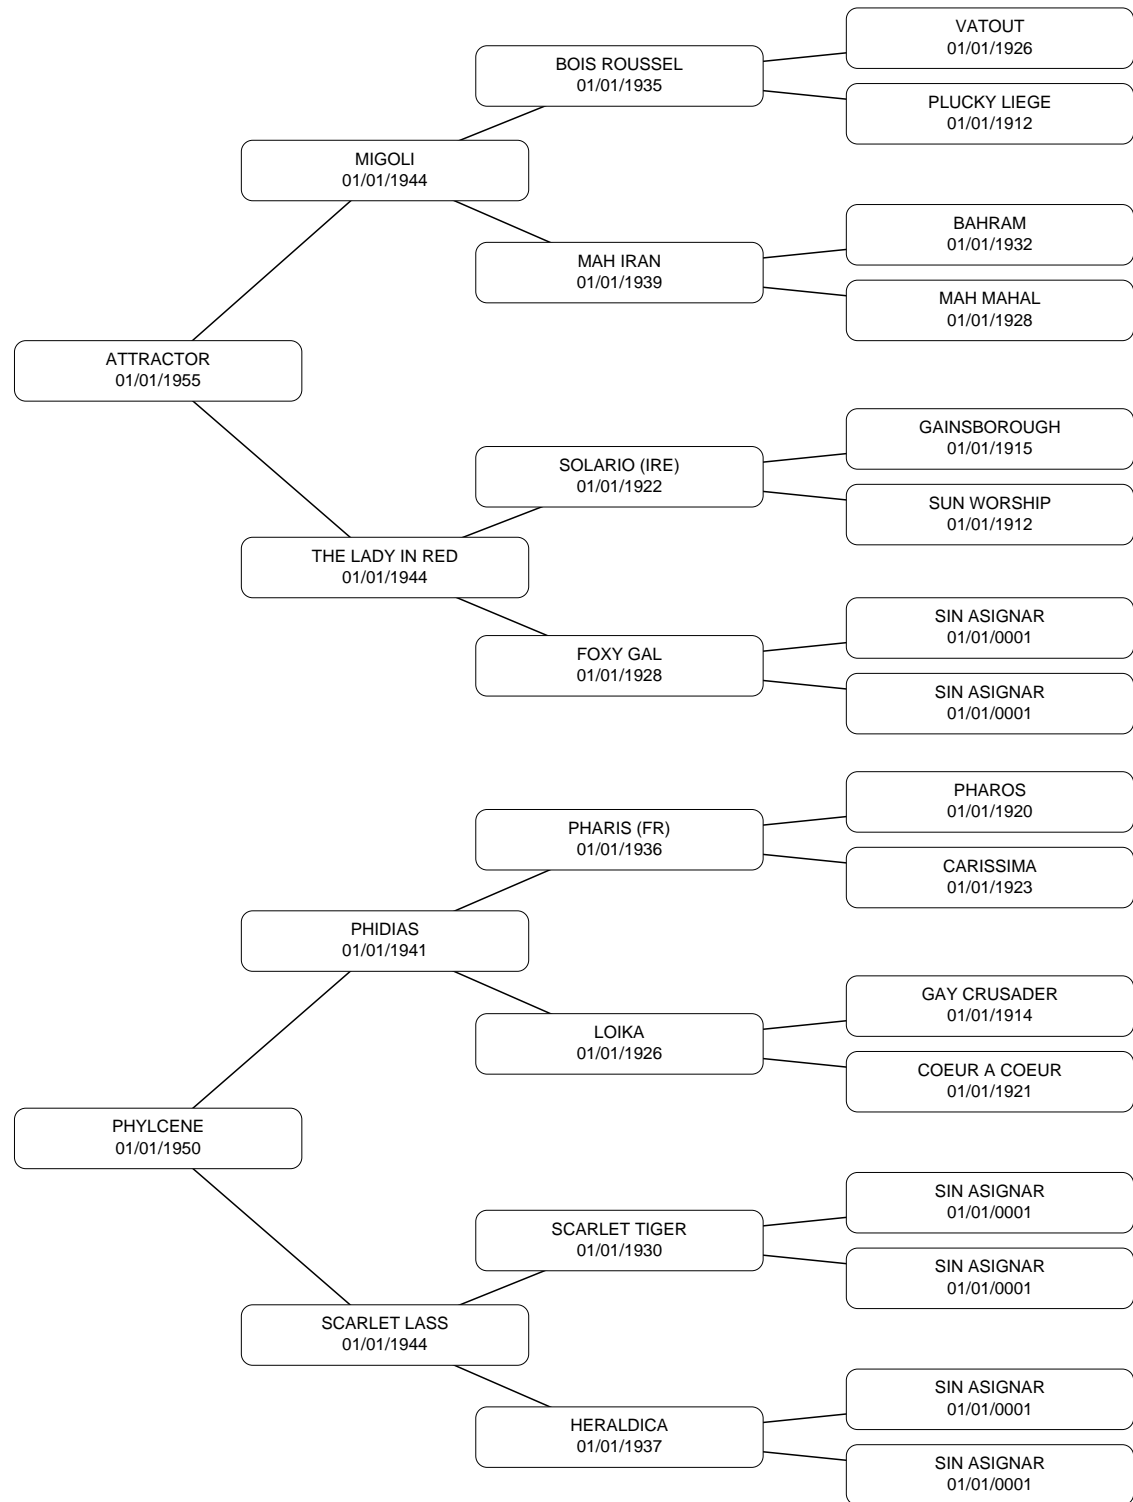 VATOUT
01/01/1926
BOIS ROUSSEL
01/01/1935
PLUCKY LIEGE
01/01/1912
MIGOLI
01/01/1944
BAHRAM
01/01/1932
MAH IRAN
01/01/1939
MAH MAHAL
01/01/1928
ATTRACTOR
01/01/1955
GAINSBOROUGH
01/01/1915
SOLARIO (IRE)
01/01/1922
SUN WORSHIP
01/01/1912
THE LADY IN RED
01/01/1944
SIN ASIGNAR
01/01/0001
FOXY GAL
01/01/1928
SIN ASIGNAR
01/01/0001
PHAROS
01/01/1920
PHARIS (FR)
01/01/1936
CARISSIMA
01/01/1923
PHIDIAS
01/01/1941
GAY CRUSADER
01/01/1914
LOIKA
01/01/1926
COEUR A COEUR
01/01/1921
PHYLCENE
01/01/1950
SIN ASIGNAR
01/01/0001
SCARLET TIGER
01/01/1930
SIN ASIGNAR
01/01/0001
SCARLET LASS
01/01/1944
SIN ASIGNAR
01/01/0001
HERALDICA
01/01/1937
SIN ASIGNAR
01/01/0001